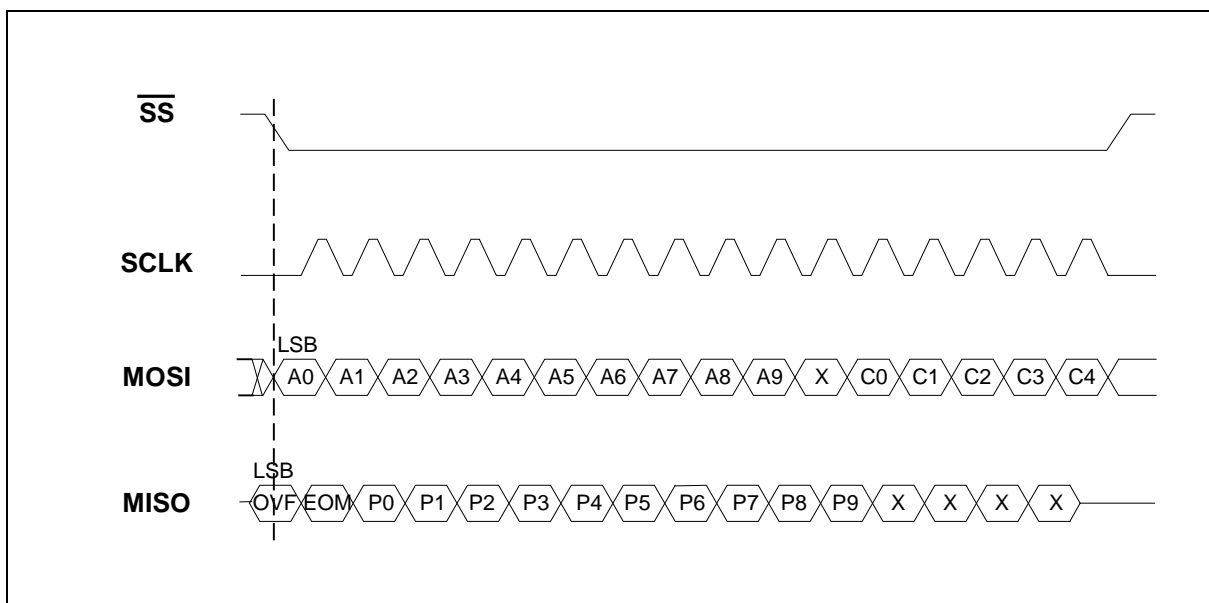 SS
SCLK
LSB
MOSI A0 A1 A2 A3 A4 A5 A6 A7 A8 A9 X C0 C1 C2 C3 C4
LSB
MISO OVF EOM P0 P1 P2 P3 P4 P5 P6 P7 P8 P9 X X X X